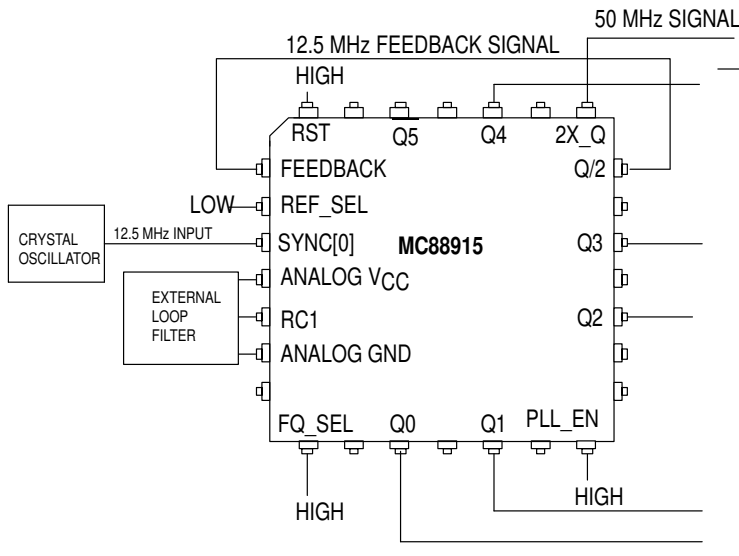 50 MHz SIGNAL
12.5 MHz FEEDBACK SIGNAL
HIGH
RST
Q5
Q4
2X_Q
FEEDBACK
Q/2
LOW
REF_SEL
CRYSTAL
OSCILLATOR
12.5 MHz INPUT
SYNC[0]
MC88915
Q3
ANALOG VCC
EXTERNAL
LOOP
FILTER
RC1
Q2
ANALOG GND
FQ_SEL
Q0
Q1
PLL_EN
HIGH
HIGH